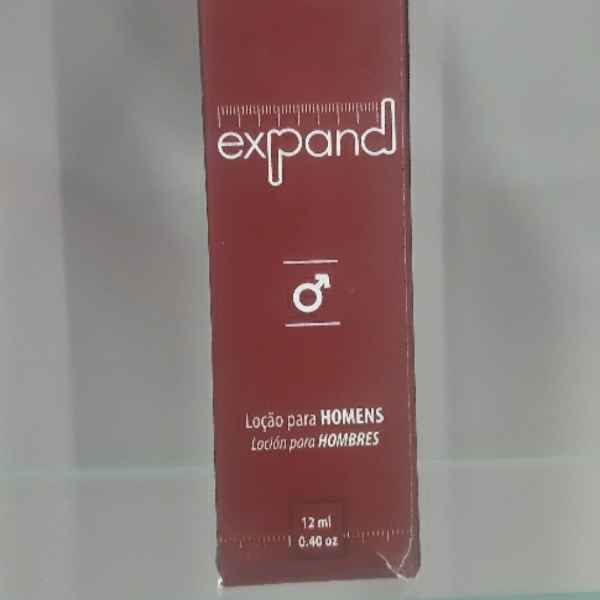 expand
Loção para HOMENS
Loción para HOMBRES
12 ml
0.40 oz